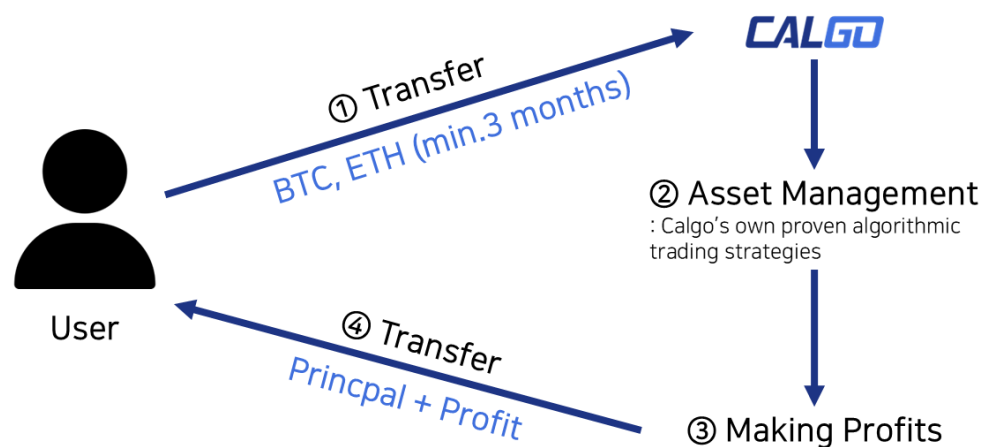 CALGO
① Transfer
BTC, ETH (min.3 months)
② Asset Management
: Calgo's own proven algorithmic
trading strategies
User
④ Transfer
Princpal + Profit
③ Making Profits